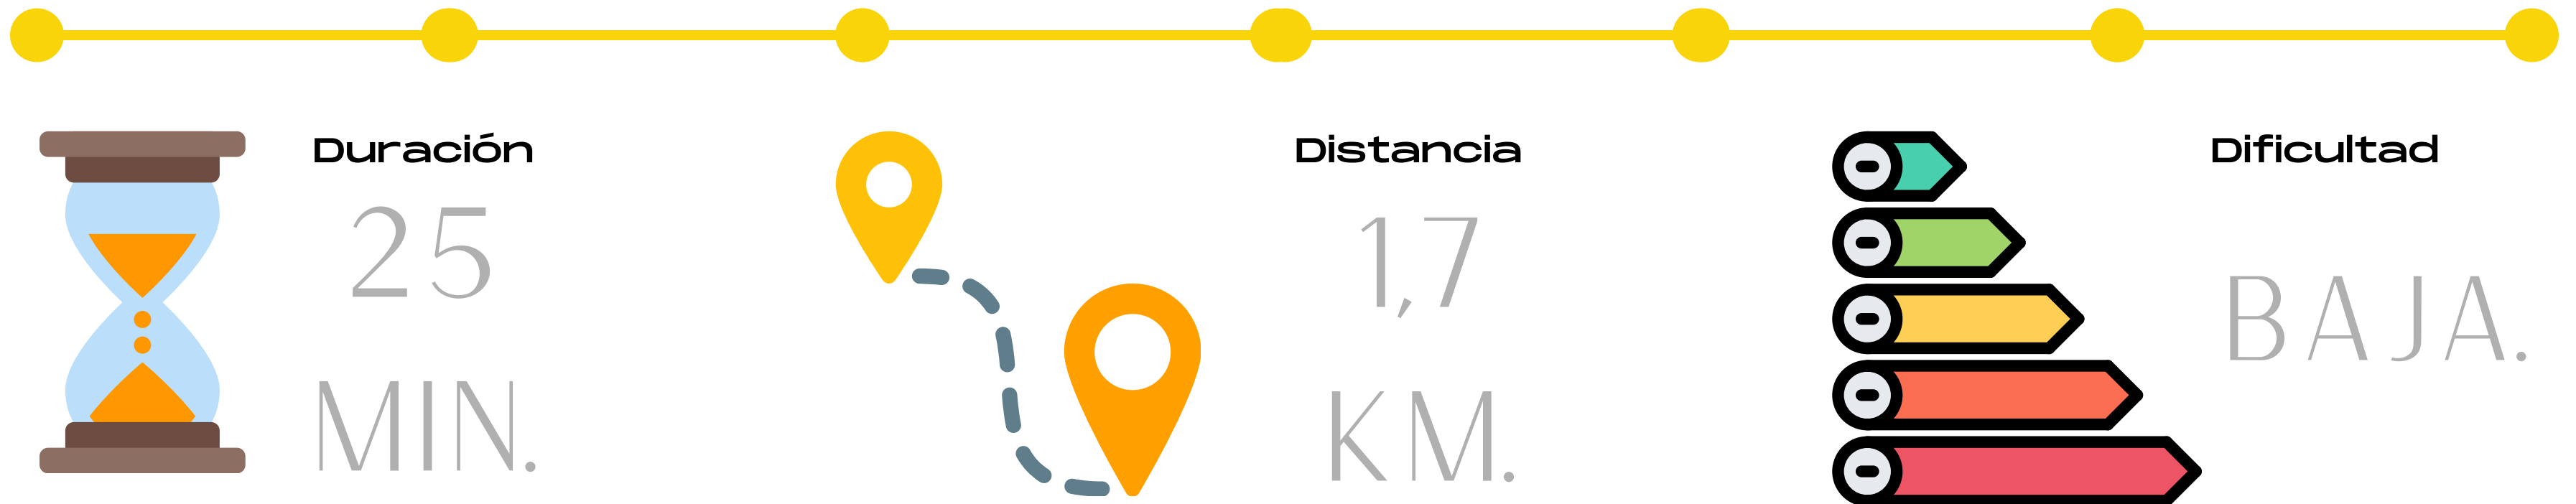 Duración
25
MIN.
Distancia
1,7
KM.
Dificultad
BAJA.